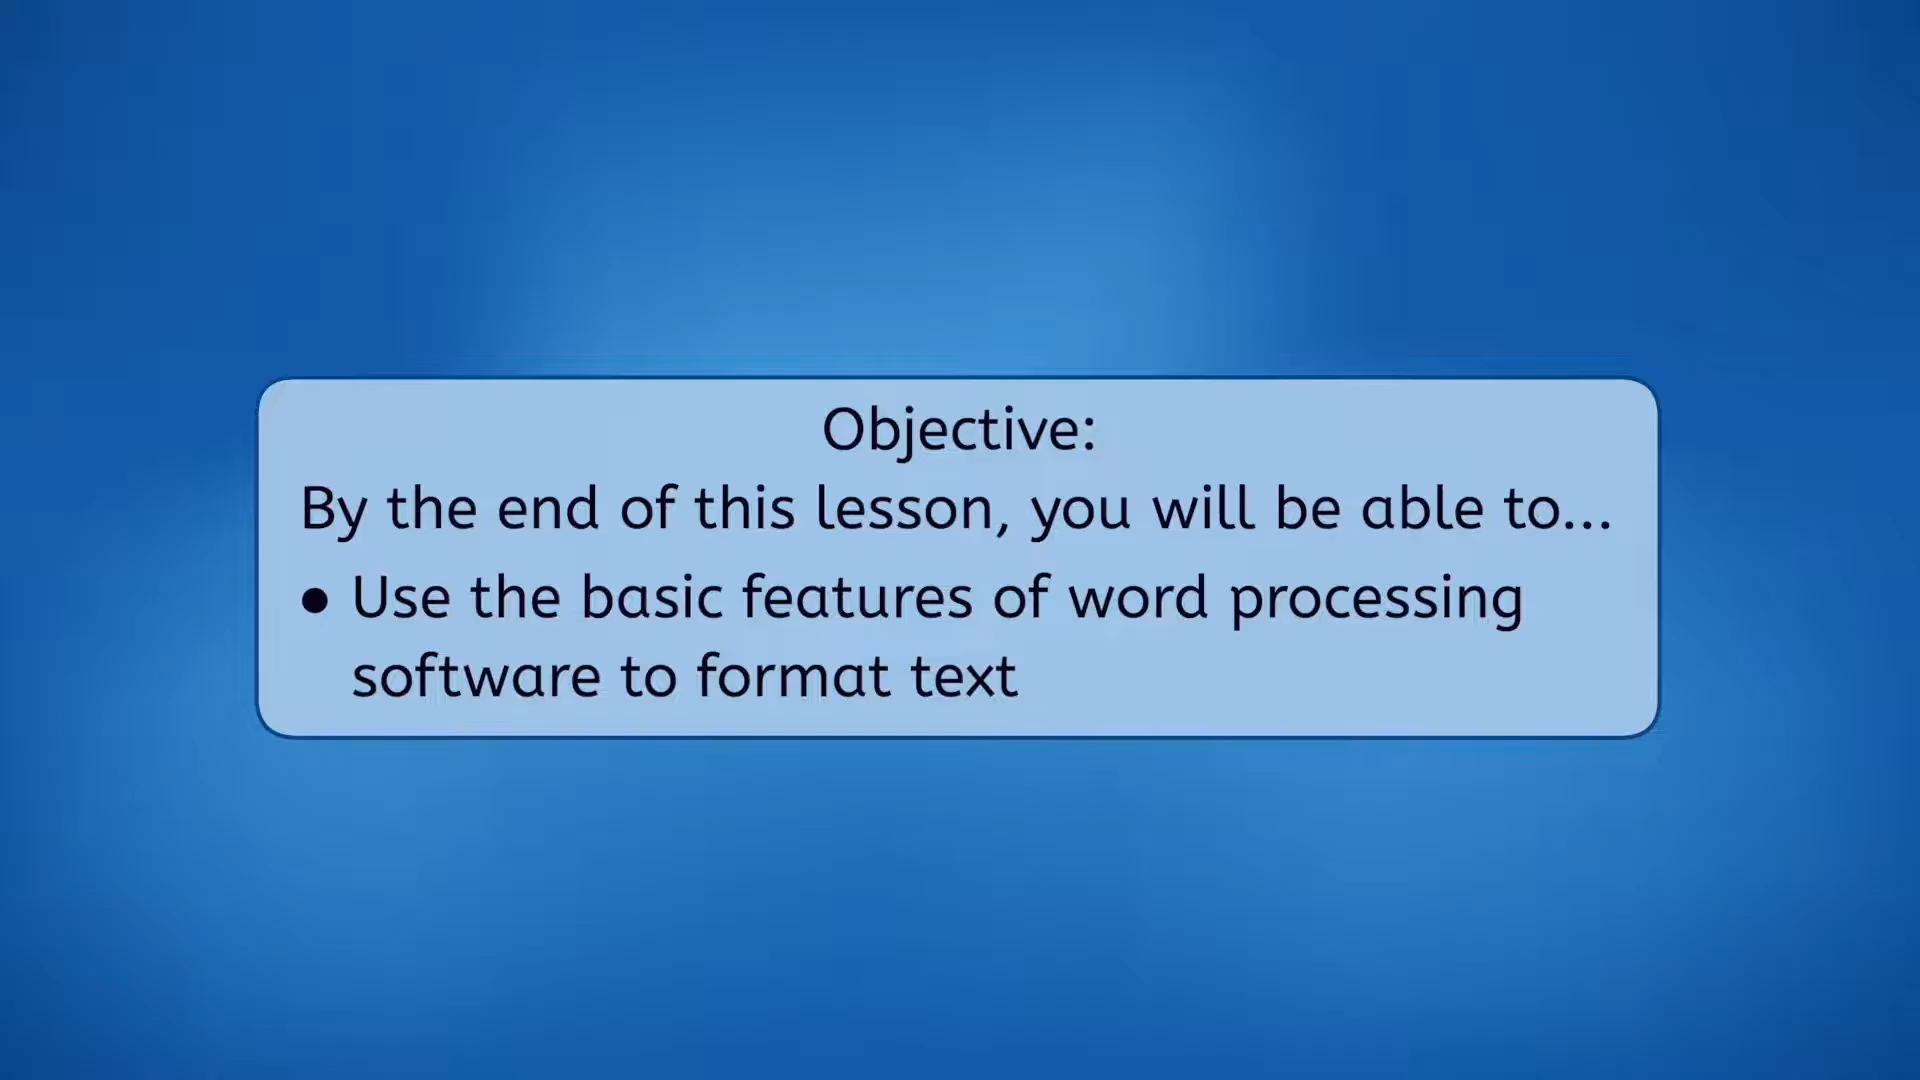 Objective:
By the end of this lesson, you will be able to...
● Use the basic features of word processing
software to format text